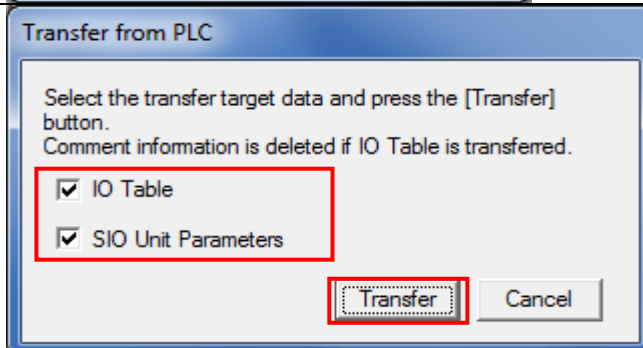 Transfer from PLC
Select the transfer target data and press the [Transfer]
button.
Comment information is deleted if IO Table is transferred.
IO Table
SIO Unit Parameters
Transfer Cancel